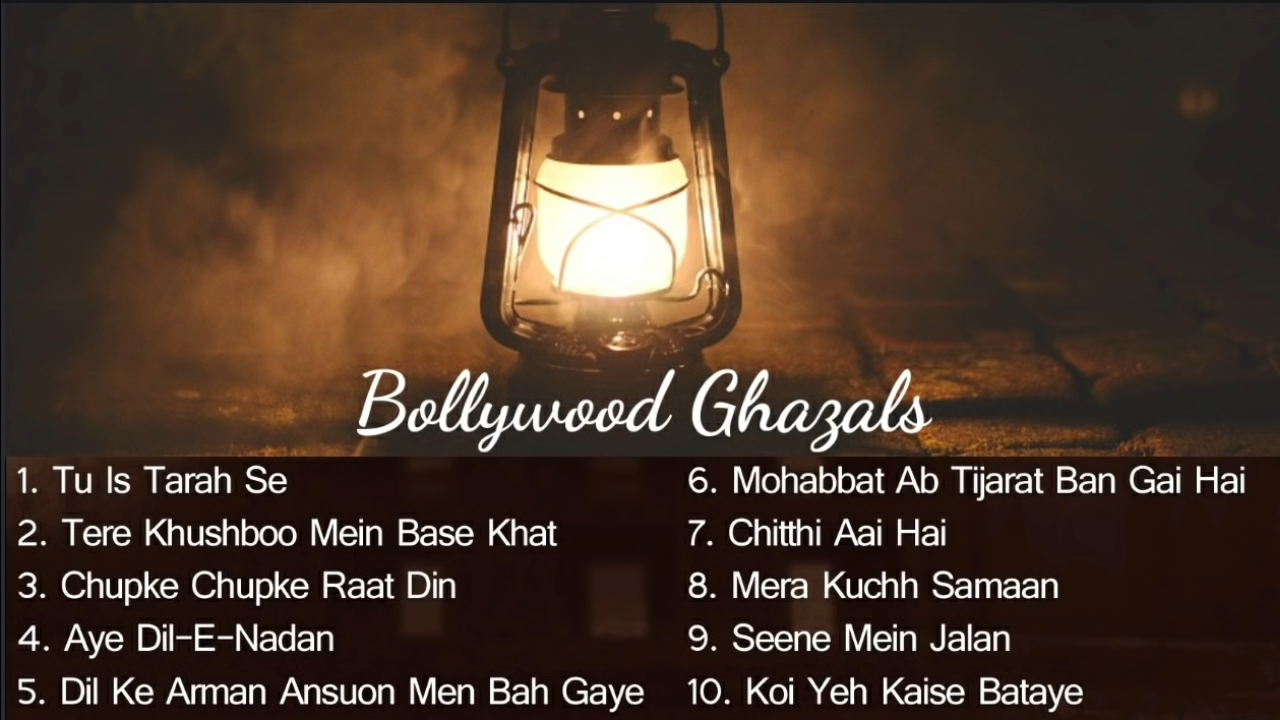 Bollywood Ghazals
1. Tu Is Tarah Se
2. Tere Khushboo Mein Base Khat
3. Chupke Chupke Raat Din
4. Aye Dil-E-Nadan
5. Dil Ke Arman Ansuon Men Bah Gaye
6. Mohabbat Ab Tijarat Ban Gai Hai
7. Chitthi Aai Hai
8. Mera Kuchh Samaan
9. Seene Mein Jalan
10. Koi Yeh Kaise Bataye